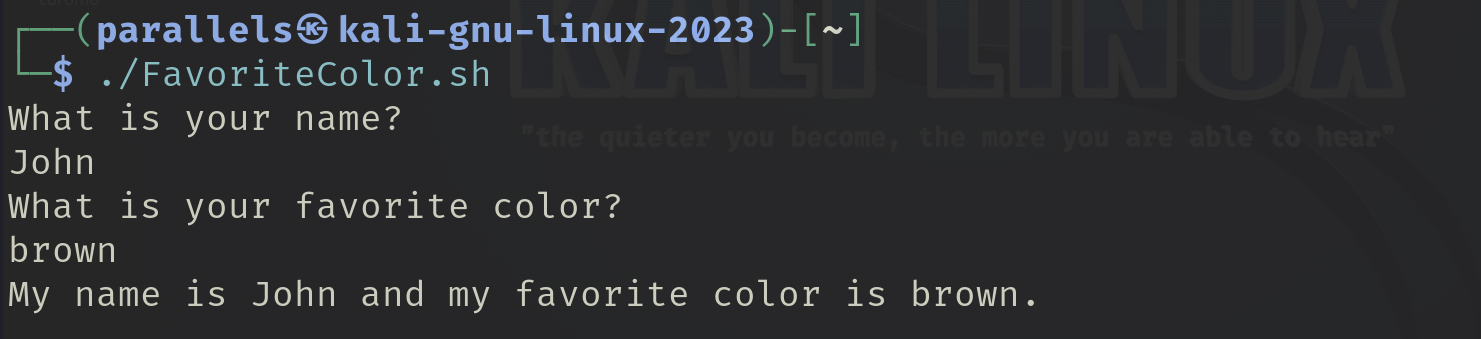 ┌──(parallels㉿kali-gnu-linux-2023)-[~]
└─$ ./FavoriteColor.sh
KALI LINUX
"the quieter you become, the more you are able to hear"
What is your name?
John
What is your favorite color?
brown
My name is John and my favorite color is brown.